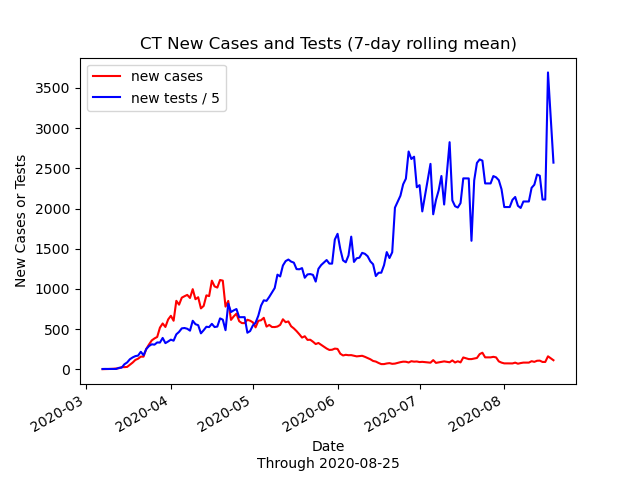 CT New Cases and Tests (7-day rolling mean)
new cases
new tests / 5
3500
3000
2500
2000
1500
1000
500
0
New Cases or Tests
2020-03
2020-04
2020-05
2020-06
2020-07
2020-08
Date
Through 2020-08-25